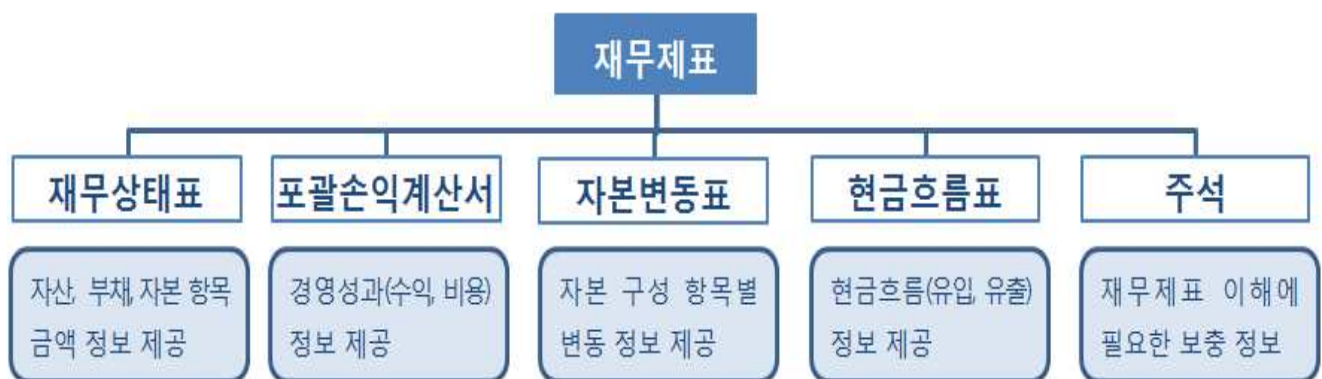 재무제표
재무상태표
포괄손익계산서
자본변동표
현금흐름표
주석
자산, 부채, 자본 항목
금액 정보 제공
경영성과(수익, 비용)
정보 제공
자본 구성 항목별
변동 정보 제공
현금흐름(유입, 유출)
정보 제공
재무제표 이해에
필요한 보충 정보